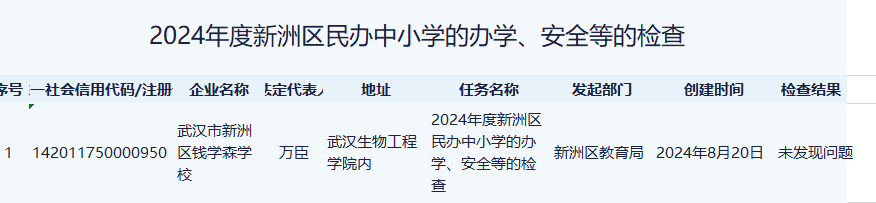 2024年度新洲区民办中小学的办学、安全等的检查
序号 一社会信用代码/注册 企业名称 法定代表人 地址 任务名称 发起部门 创建时间 检查结果
1 142011750000950 武汉市新洲区钱学森学校 万臣 武汉生物工程学院内 2024年度新洲区民办中小学的办学、安全等的检查 新洲区教育局 2024年8月20日 未发现问题